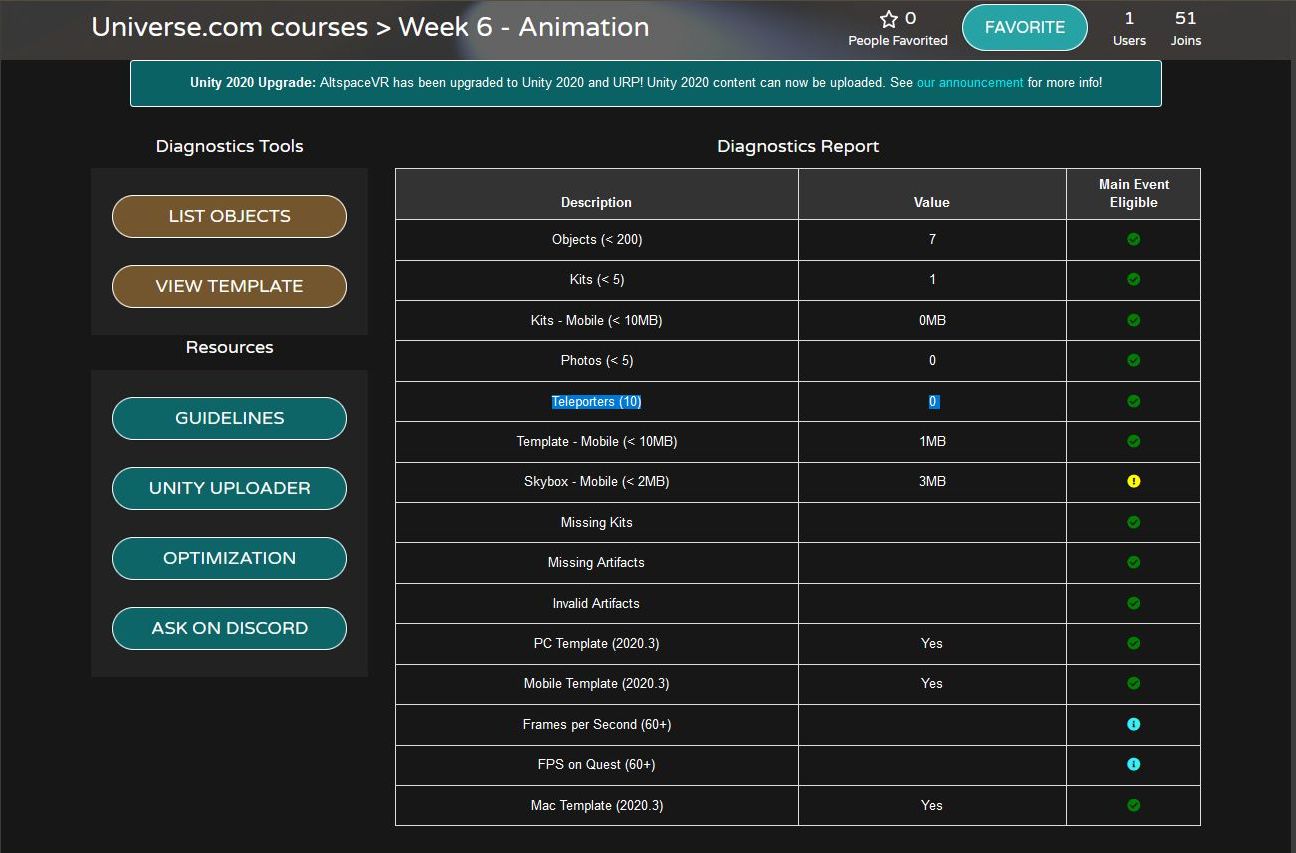 Universe.com courses > Week 6 - Animation
0
People Favorited
FAVORITE
1
Users
51
Joins
Unity 2020 Upgrade: AltspaceVR has been upgraded to Unity 2020 and URP! Unity 2020 content can now be uploaded. See our announcement for more info!
Diagnostics Tools
LIST OBJECTS
VIEW TEMPLATE
Resources
GUIDELINES
UNITY UPLOADER
OPTIMIZATION
ASK ON DISCORD
Diagnostics Report
Description Value Main Event
Eligible
Objects (< 200) 7
Kits (< 5) 1
Kits - Mobile (< 10MB) 0MB
Photos (< 5) 0
Teleporters (10) 0
Template - Mobile (< 10MB) 1MB
Skybox - Mobile (< 2MB) 3MB
Missing Kits
Missing Artifacts
Invalid Artifacts
PC Template (2020.3) Yes
Mobile Template (2020.3) Yes
Frames per Second (60+)
FPS on Quest (60+)
Mac Template (2020.3) Yes